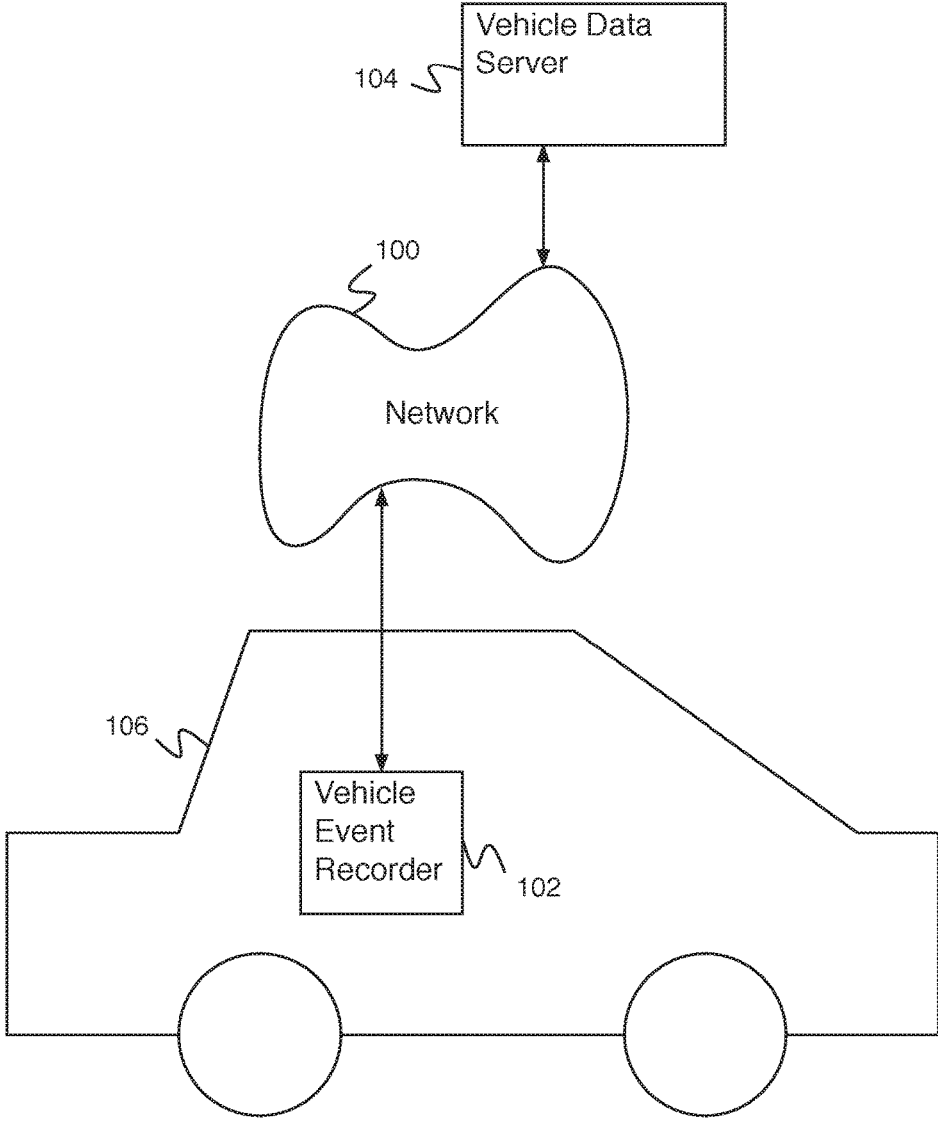 Vehicle Data
Server
104
100
Network
106
Vehicle
Event
Recorder
102